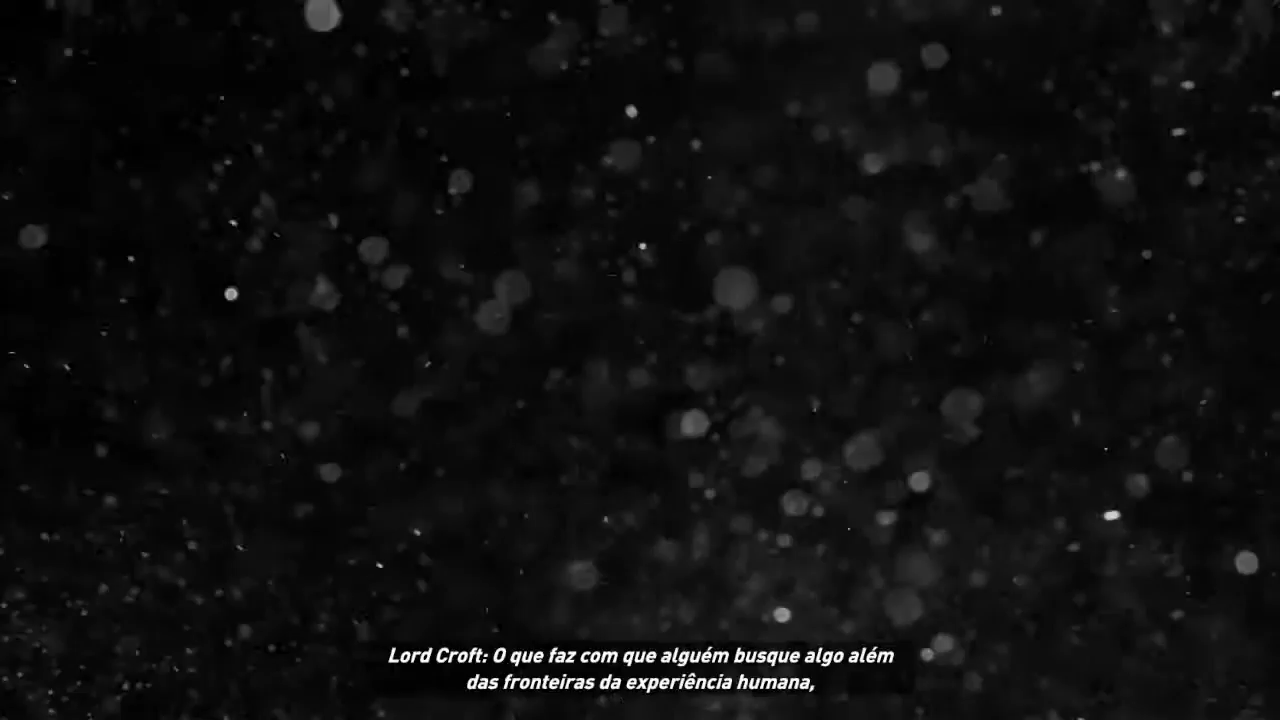 Lord Croft: O que faz com que alguém busque algo além
das fronteiras da experiência humana,